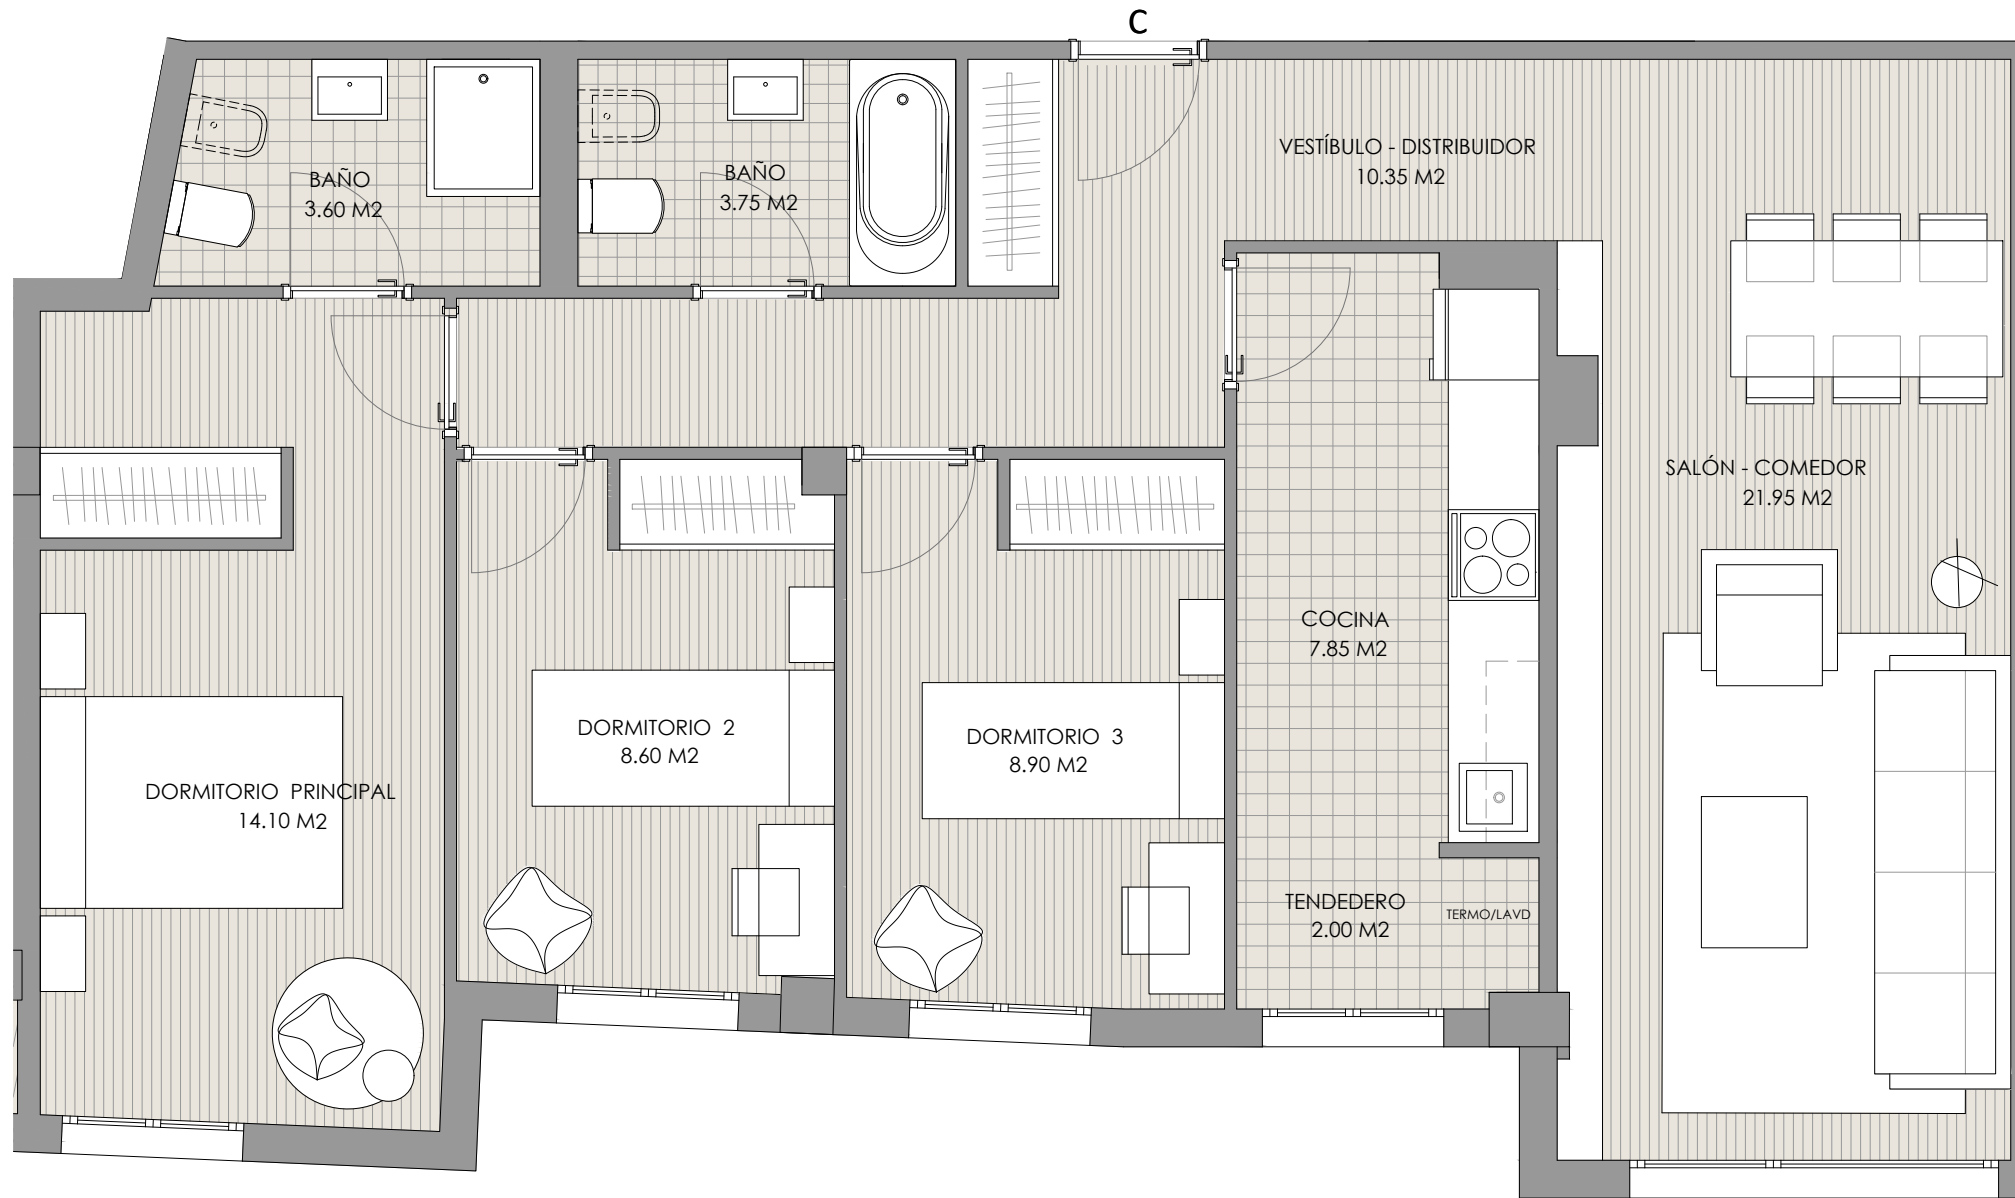 C
VESTÍBULO - DISTRIBUIDOR
10.35 M2
BAÑO
3.60 M2
BAÑO
3.75 M2
SALÓN - COMEDOR
21.95 M2
COCINA
7.85 M2
DORMITORIO 2
8.60 M2
DORMITORIO 3
8.90 M2
DORMITORIO PRINCIPAL
14.10 M2
TENDEDERO
2.00 M2
TERMO/LAVD